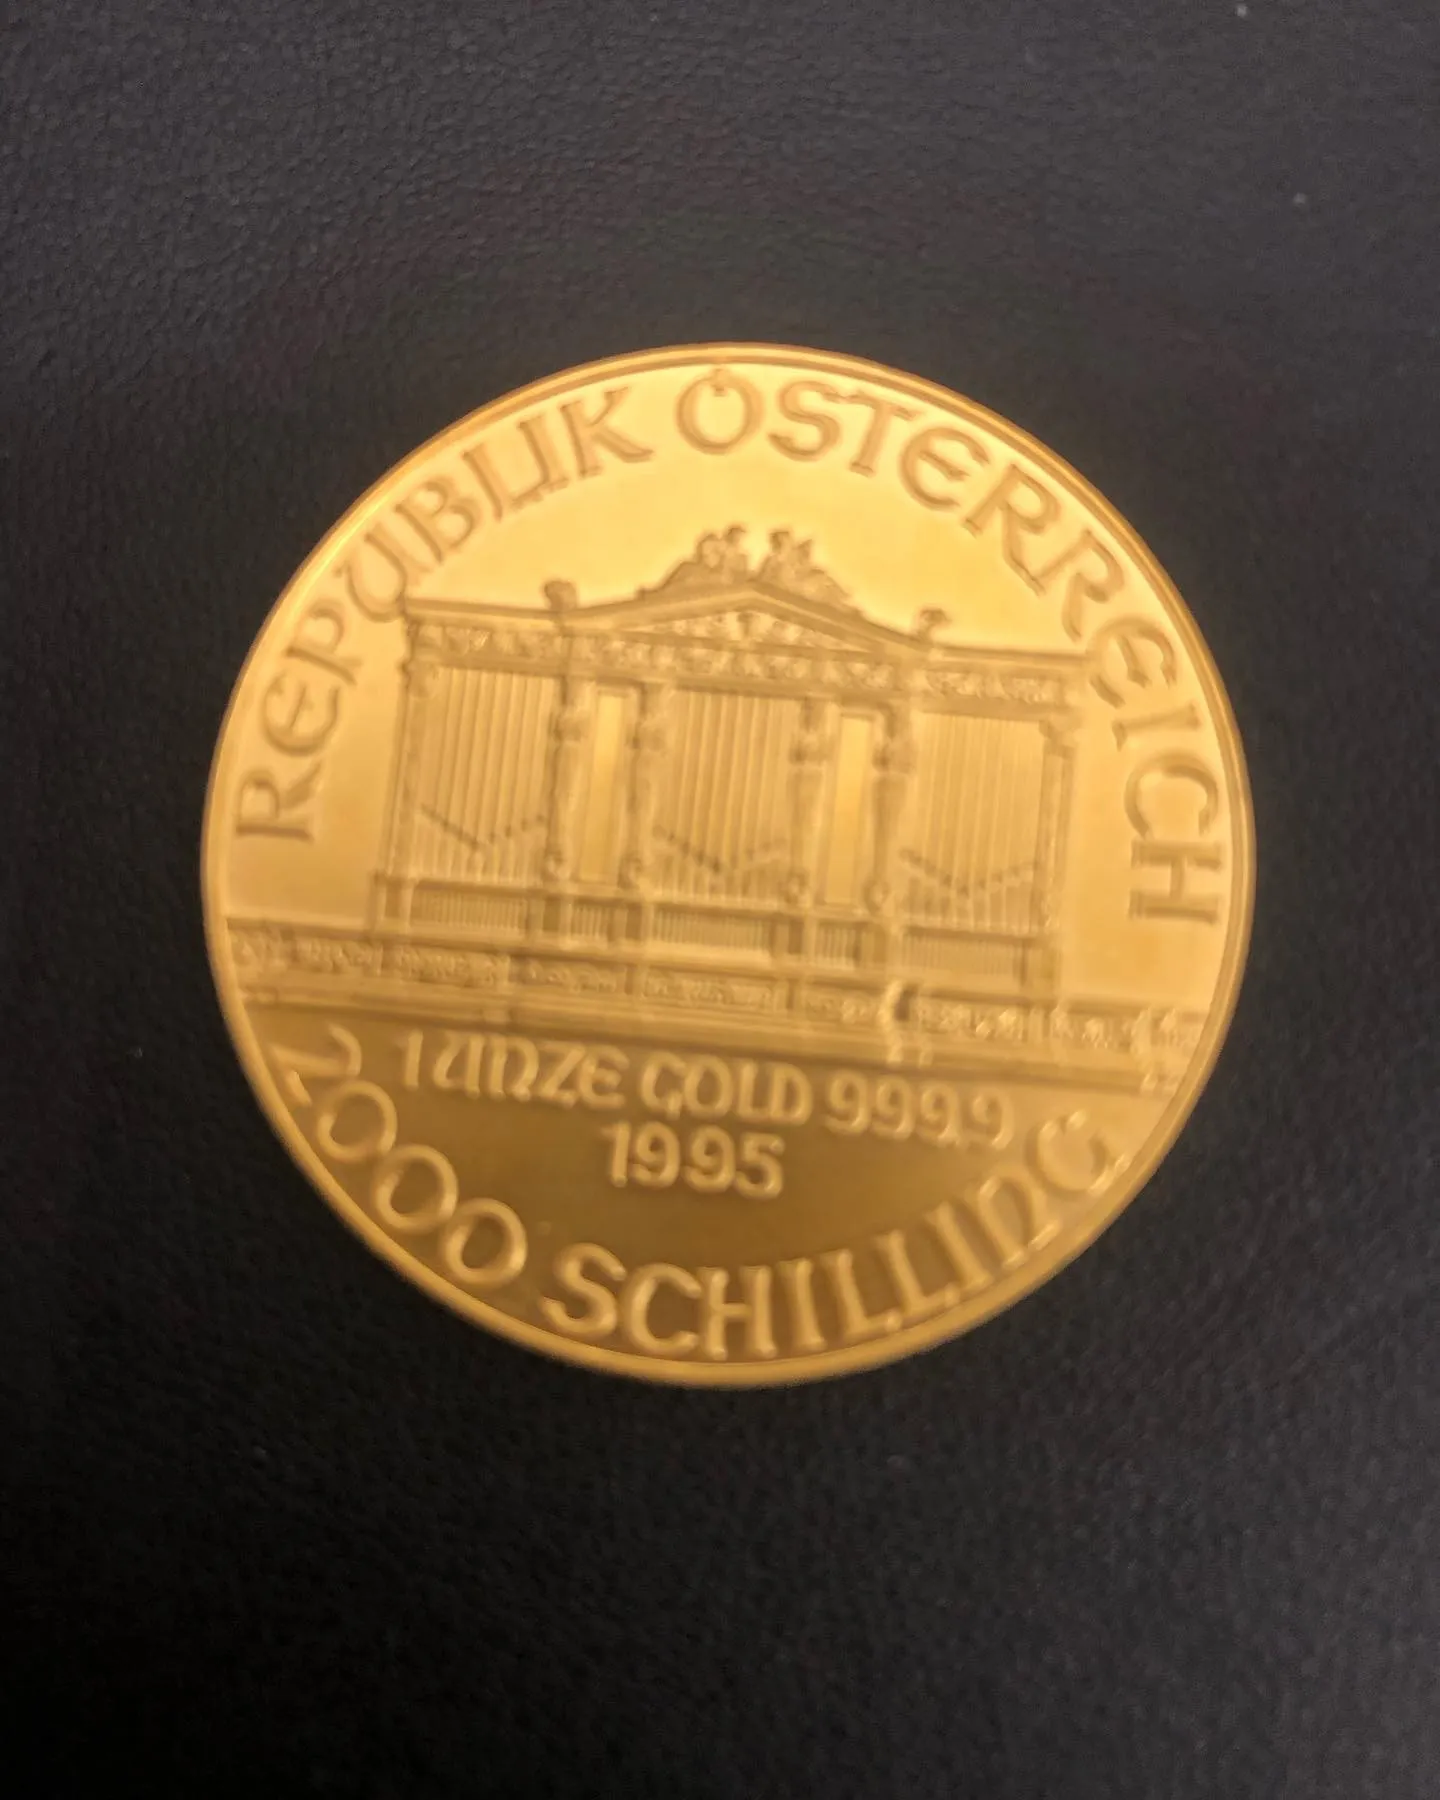 REPUBLIK ÖSTERREICH
1 UNZE GOLD 999.9
1995
2000 SCHILLING